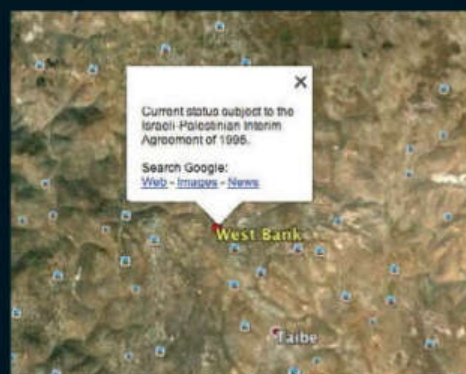 Current status subject to the
Israeli-Palestinian Interim
Agreement of 1995.
Search Google:
Web - Images - News
West Bank
Taibe